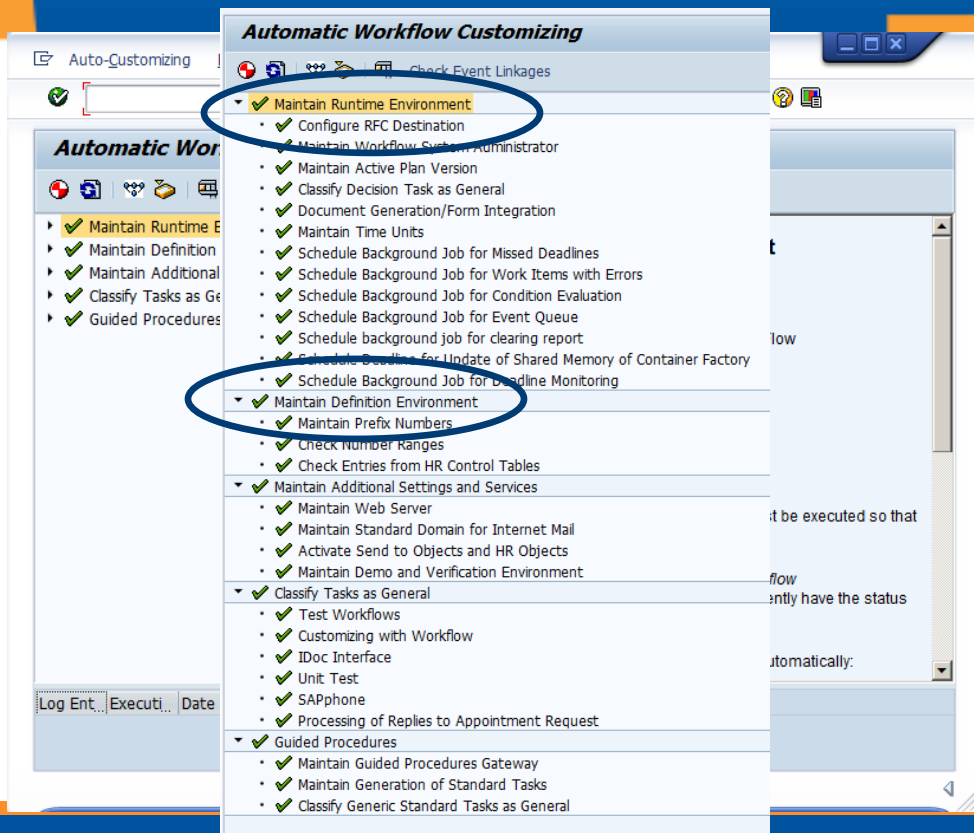 Automatic Workflow Customizing
Auto-Customizing
Check Event Linkages
Maintain Runtime Environment
Configure RFC Destination
Maintain Workflow System Administrator
Maintain Active Plan Version
Classify Decision Task as General
Document Generation/Form Integration
Maintain Time Units
Schedule Background Job for Missed Deadlines
Schedule Background Job for Work Items with Errors
Schedule Background Job for Condition Evaluation
Schedule Background Job for Event Queue
Schedule background job for clearing report
Schedule Deadline for Update of Shared Memory of Container Factory
Schedule Background Job for Deadline Monitoring
Maintain Definition Environment
Maintain Prefix Numbers
Check Number Ranges
Check Entries from HR Control Tables
Maintain Additional Settings and Services
Maintain Web Server
Maintain Standard Domain for Internet Mail
Activate Send to Objects and HR Objects
Maintain Demo and Verification Environment
Classify Tasks as General
Test Workflows
Customizing with Workflow
IDoc Interface
Unit Test
SAPphone
Processing of Replies to Appointment Request
Guided Procedures
Maintain Guided Procedures Gateway
Maintain Generation of Standard Tasks
Classify Generic Standard Tasks as General
Automatic Wor
Maintain Runtime E
Maintain Definition
Maintain Additional
Classify Tasks as Ge
Guided Procedures
Log Ent... Executi... Date
t
low
st be executed so that
flow
ently have the status
utomatically: